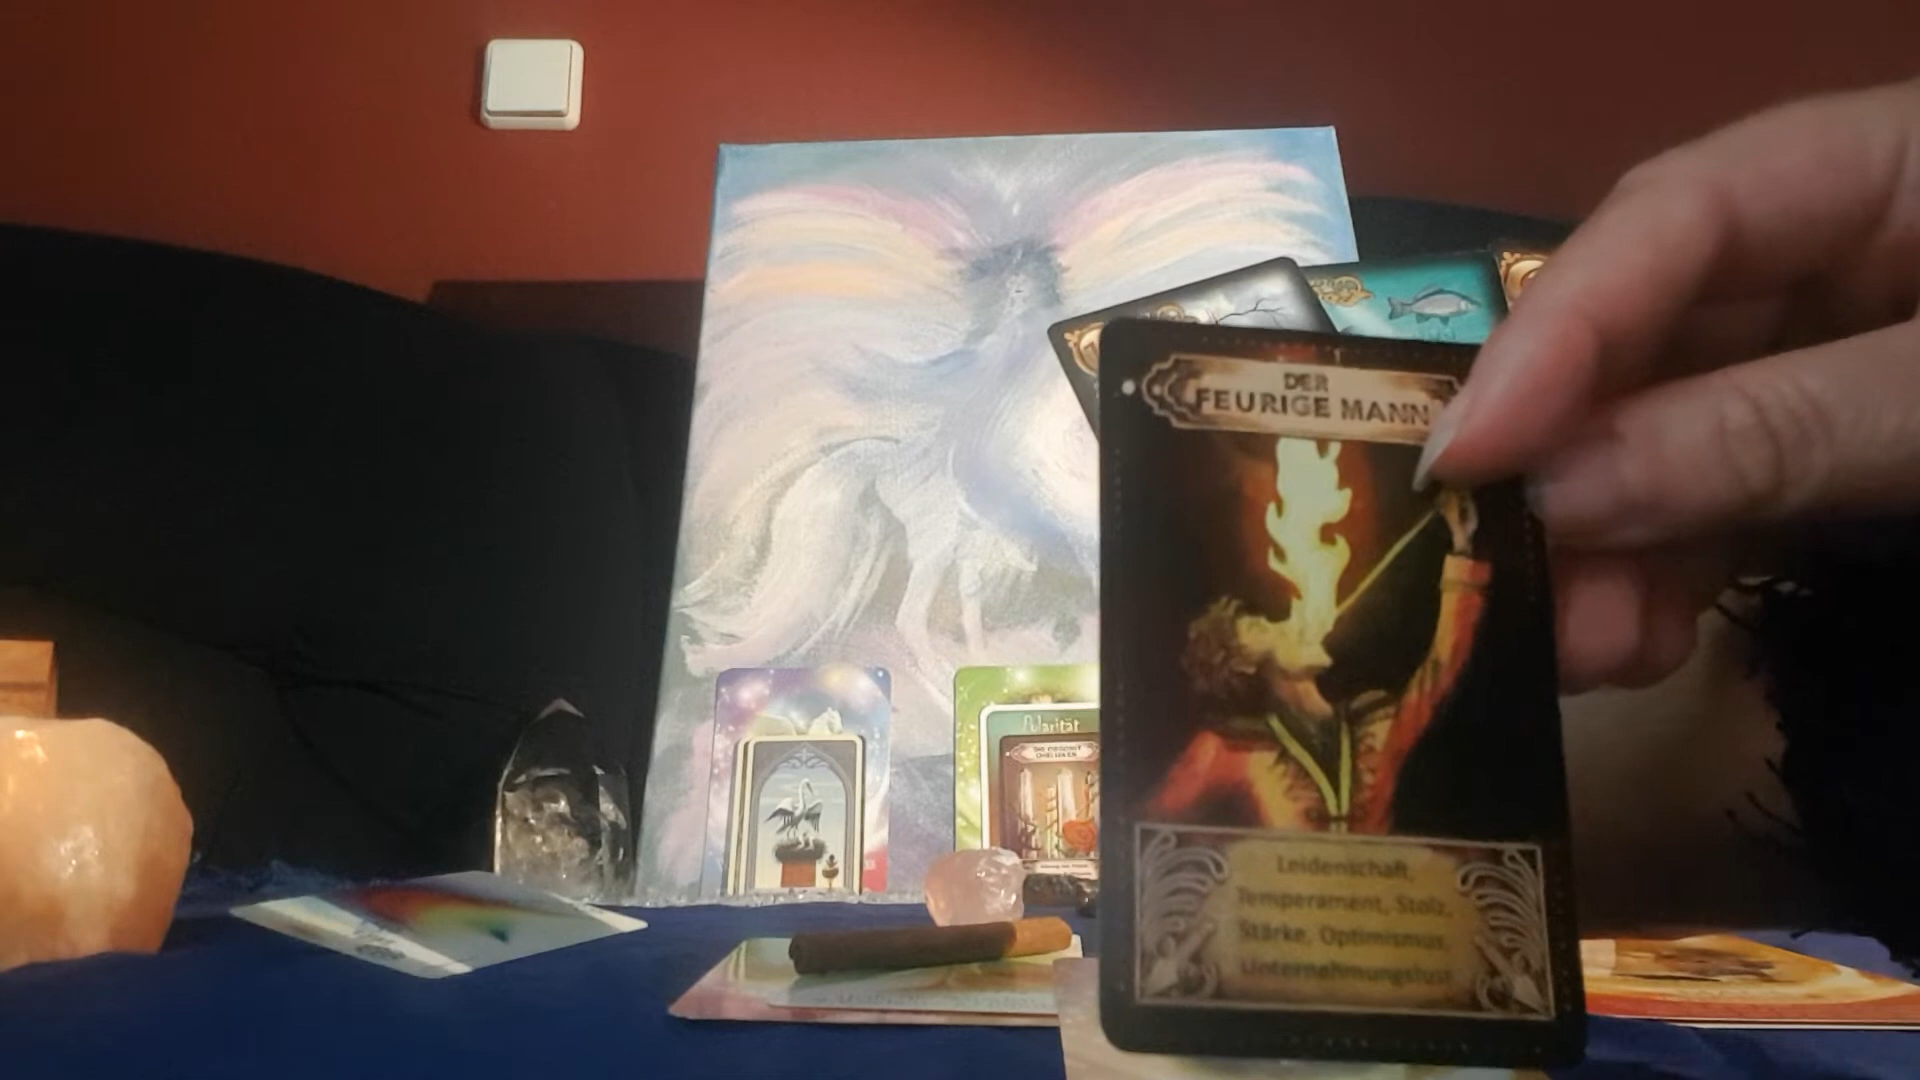 DER
FEURIGE MANN
Leidenschaft,
Temperament, Stolz,
Stärke, Optimismus,
Unternehmungslust
Polarität